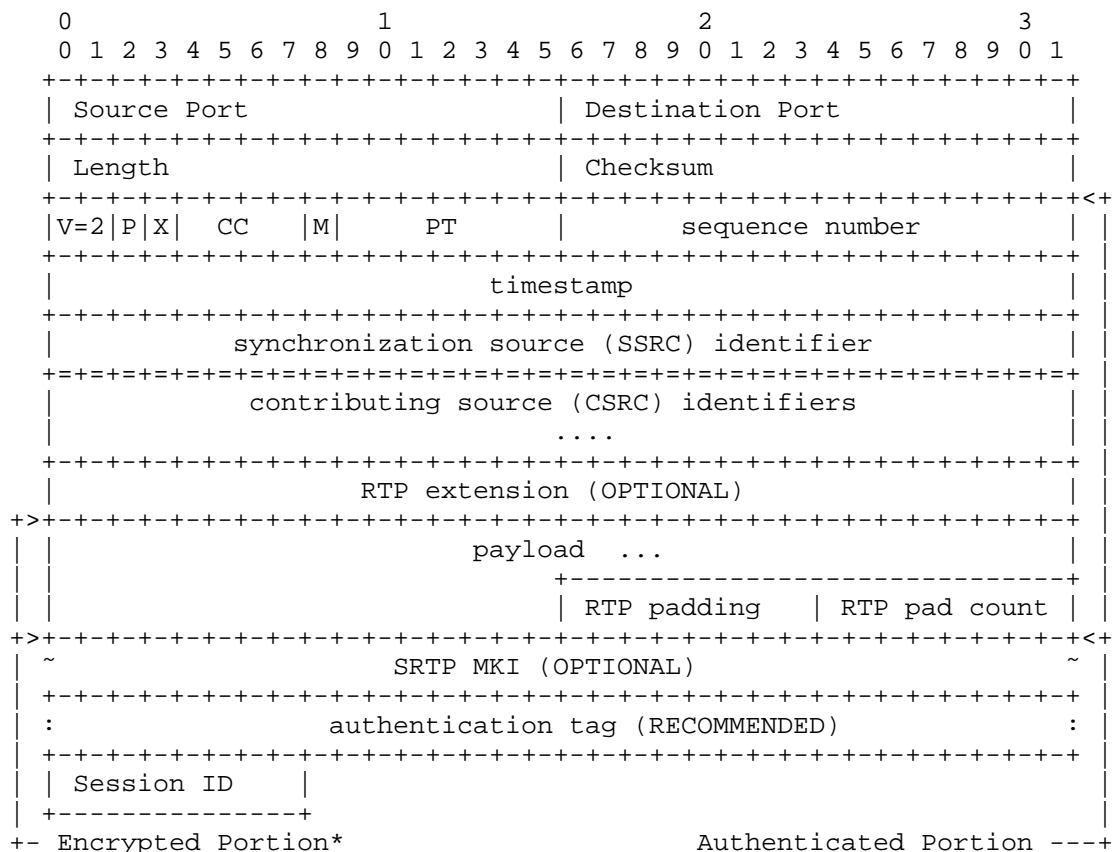 0                   1                   2                   3
 0 1 2 3 4 5 6 7 8 9 0 1 2 3 4 5 6 7 8 9 0 1 2 3 4 5 6 7 8 9 0 1
Source Port | Destination Port
Length | Checksum
|V=2|P|X| CC |M| PT | sequence number |
timestamp
synchronization source (SSRC) identifier
contributing source (CSRC) identifiers
....
RTP extension (OPTIONAL)
payload ...
| RTP padding | RTP pad count |
~ SRTP MKI (OPTIONAL) ~
: authentication tag (RECOMMENDED) :
| Session ID |
+- Encrypted Portion* Authenticated Portion ---+